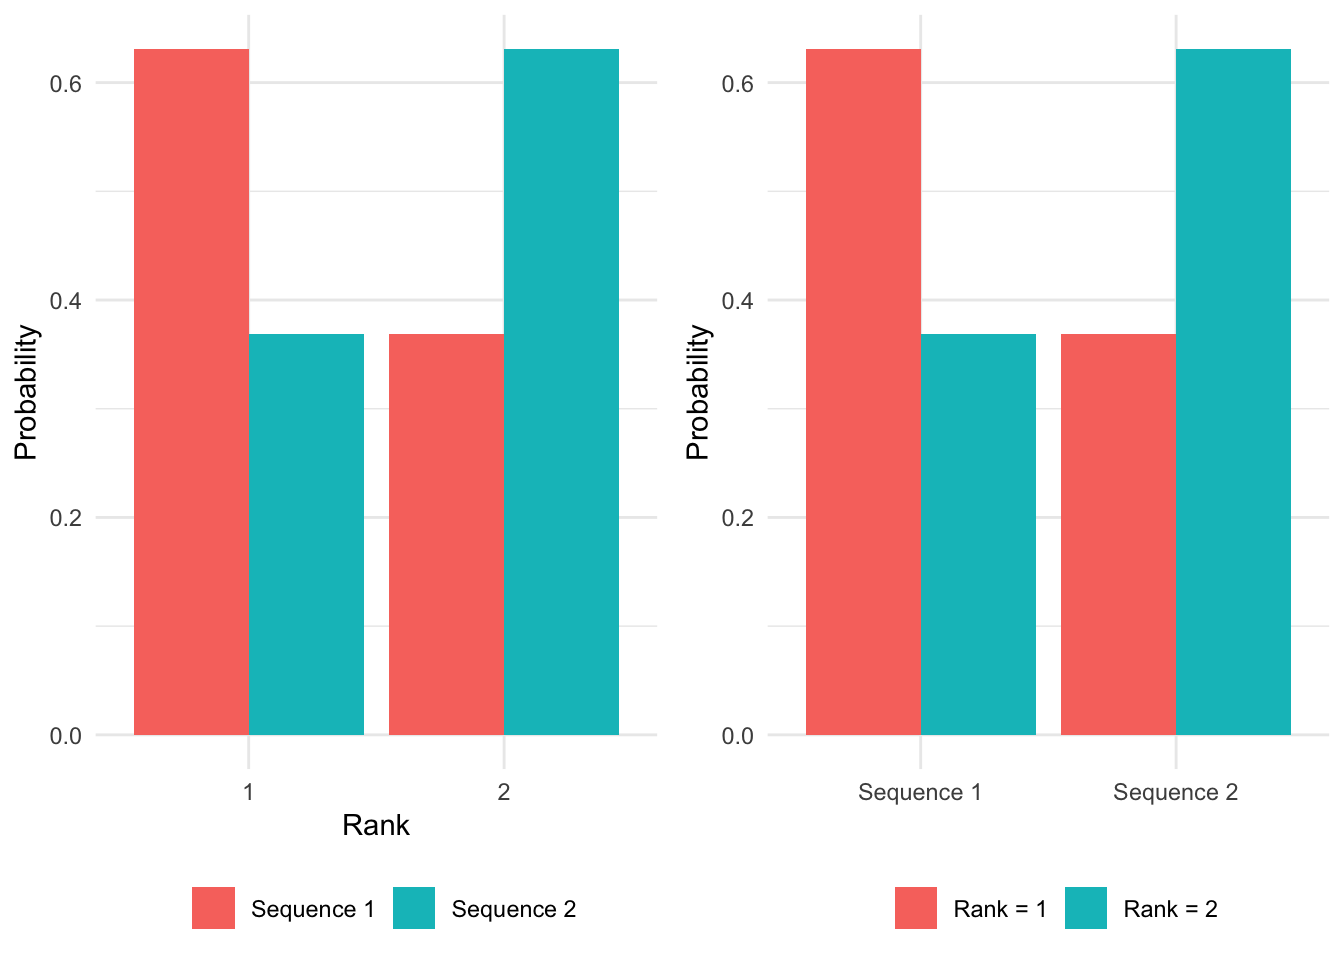 Probability
0.6
0.4
0.2
0.0
1 2
Rank
Sequence 1 Sequence 2
Probability
0.6
0.4
0.2
0.0
Sequence 1 Sequence 2
Rank = 1 Rank = 2